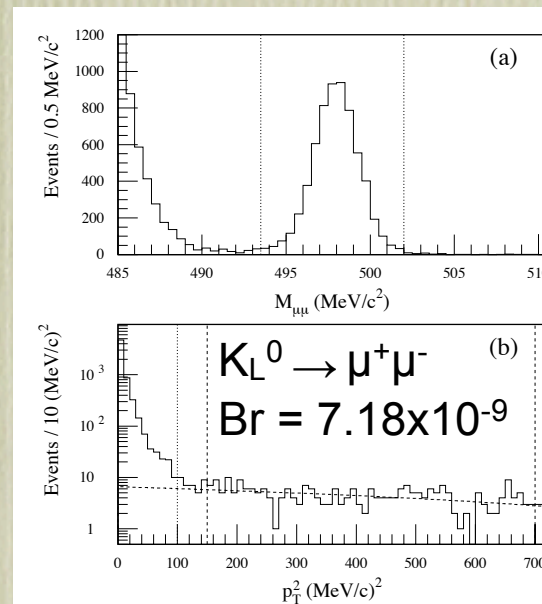 (a)
Events / 0.5 MeV/c²
1200
1000
800
600
400
200
0
485 490 495 500 505 510
M_μμ (MeV/c²)
(b)
K_L⁰ → μ⁺μ⁻
Br = 7.18x10⁻⁹
Events / 10 (MeV/c)²
10³
10²
10
1
0 100 200 300 400 500 600 700
p_T² (MeV/c)²